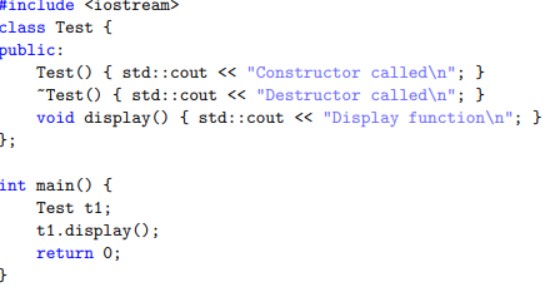 #include <iostream>
class Test {
public:
    Test() { std::cout << "Constructor called\n"; }
    ~Test() { std::cout << "Destructor called\n"; }
    void display() { std::cout << "Display function\n"; }
};

int main() {
    Test t1;
    t1.display();
    return 0;
}